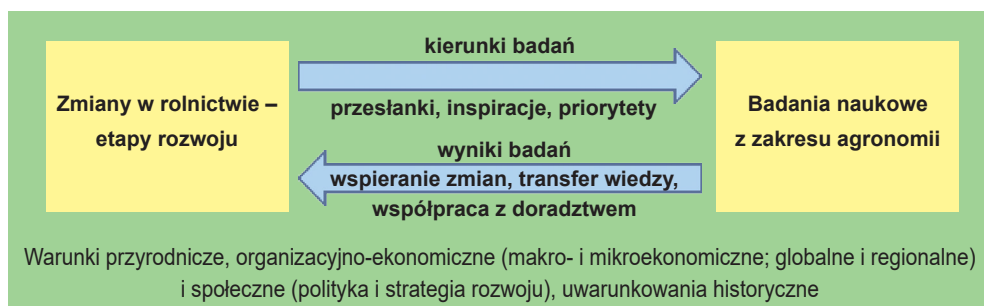 Zmiany w rolnictwie –
etapy rozwoju
kierunki badań
przesłanki, inspiracje, priorytety
wyniki badań
wspieranie zmian, transfer wiedzy,
współpraca z doradztwem
Badania naukowe
z zakresu agronomii
Warunki przyrodnicze, organizacyjno-ekonomiczne (makro- i mikroekonomiczne; globalne i regionalne)
i społeczne (polityka i strategia rozwoju), uwarunkowania historyczne